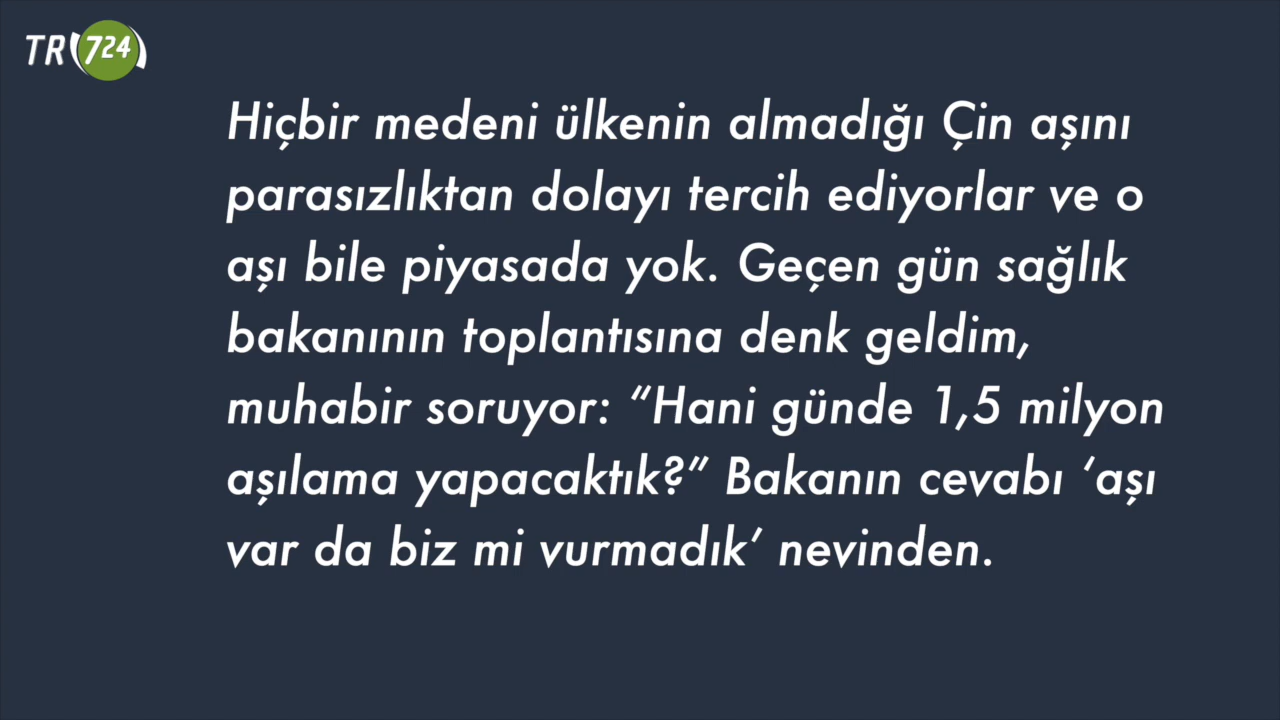 TR 724
Hiçbir medeni ülkenin almadığı Çin aşını
parasızlıktan dolayı tercih ediyorlar ve o
aşı bile piyasada yok. Geçen gün sağlık
bakanının toplantısına denk geldim,
muhabir soruyor: “Hani günde 1,5 milyon
aşılama yapacaktık?” Bakanın cevabı ‘aşı
var da biz mi vurmadık’ nevinden.